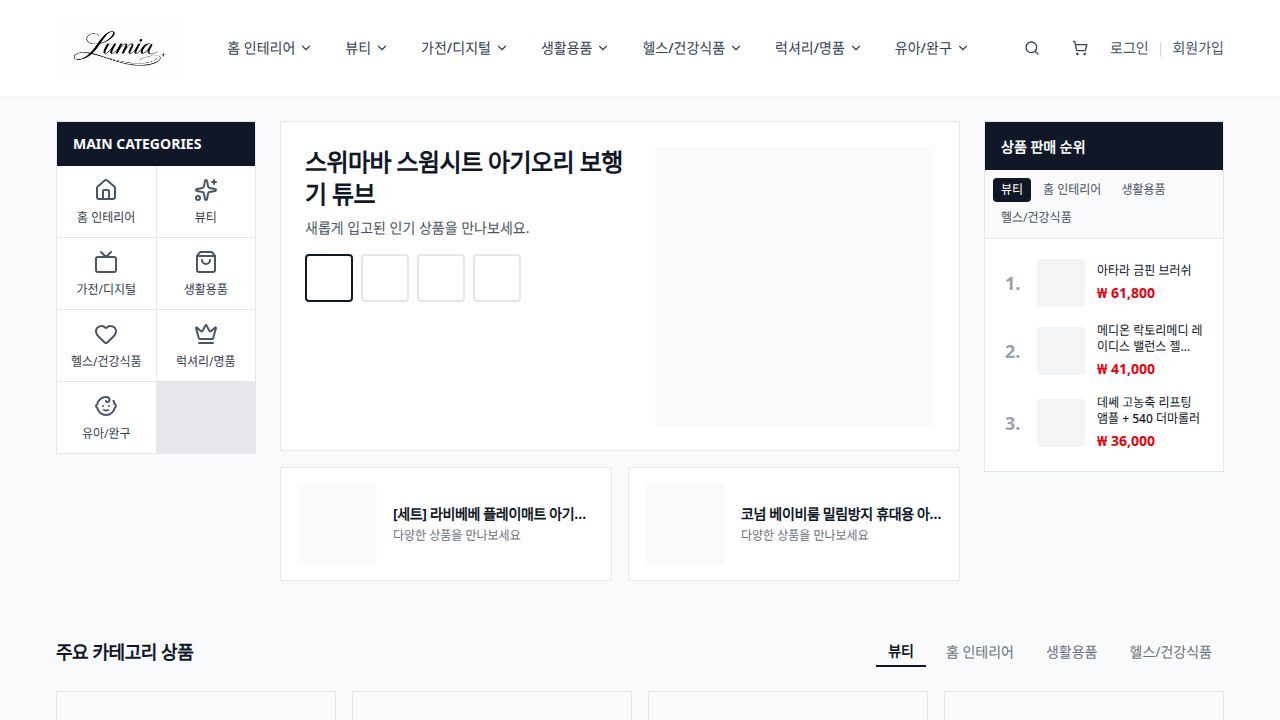 Lumia
홈 인테리어
뷰티
가전/디지털
생활용품
헬스/건강식품
럭셔리/명품
유아/완구
로그인 | 회원가입
MAIN CATEGORIES
홈 인테리어
뷰티
가전/디지털
생활용품
헬스/건강식품
럭셔리/명품
유아/완구
스위마바 스윔시트 아기오리 보행
기 튜브
새롭게 입고된 인기 상품을 만나보세요.
[세트] 라비베베 플레이매트 아기...
다양한 상품을 만나보세요
코넘 베이비룸 밀림방지 휴대용 아...
다양한 상품을 만나보세요
상품 판매 순위
뷰티
홈 인테리어
생활용품
헬스/건강식품
1.
아타라 금핀 브러쉬
₩ 61,800
2.
메디온 락토리메디 레
이디스 밸런스 젤...
₩ 41,000
3.
데쎄 고농축 리프팅
앰플 + 540 더마롤러
₩ 36,000
주요 카테고리 상품
뷰티
홈 인테리어
생활용품
헬스/건강식품